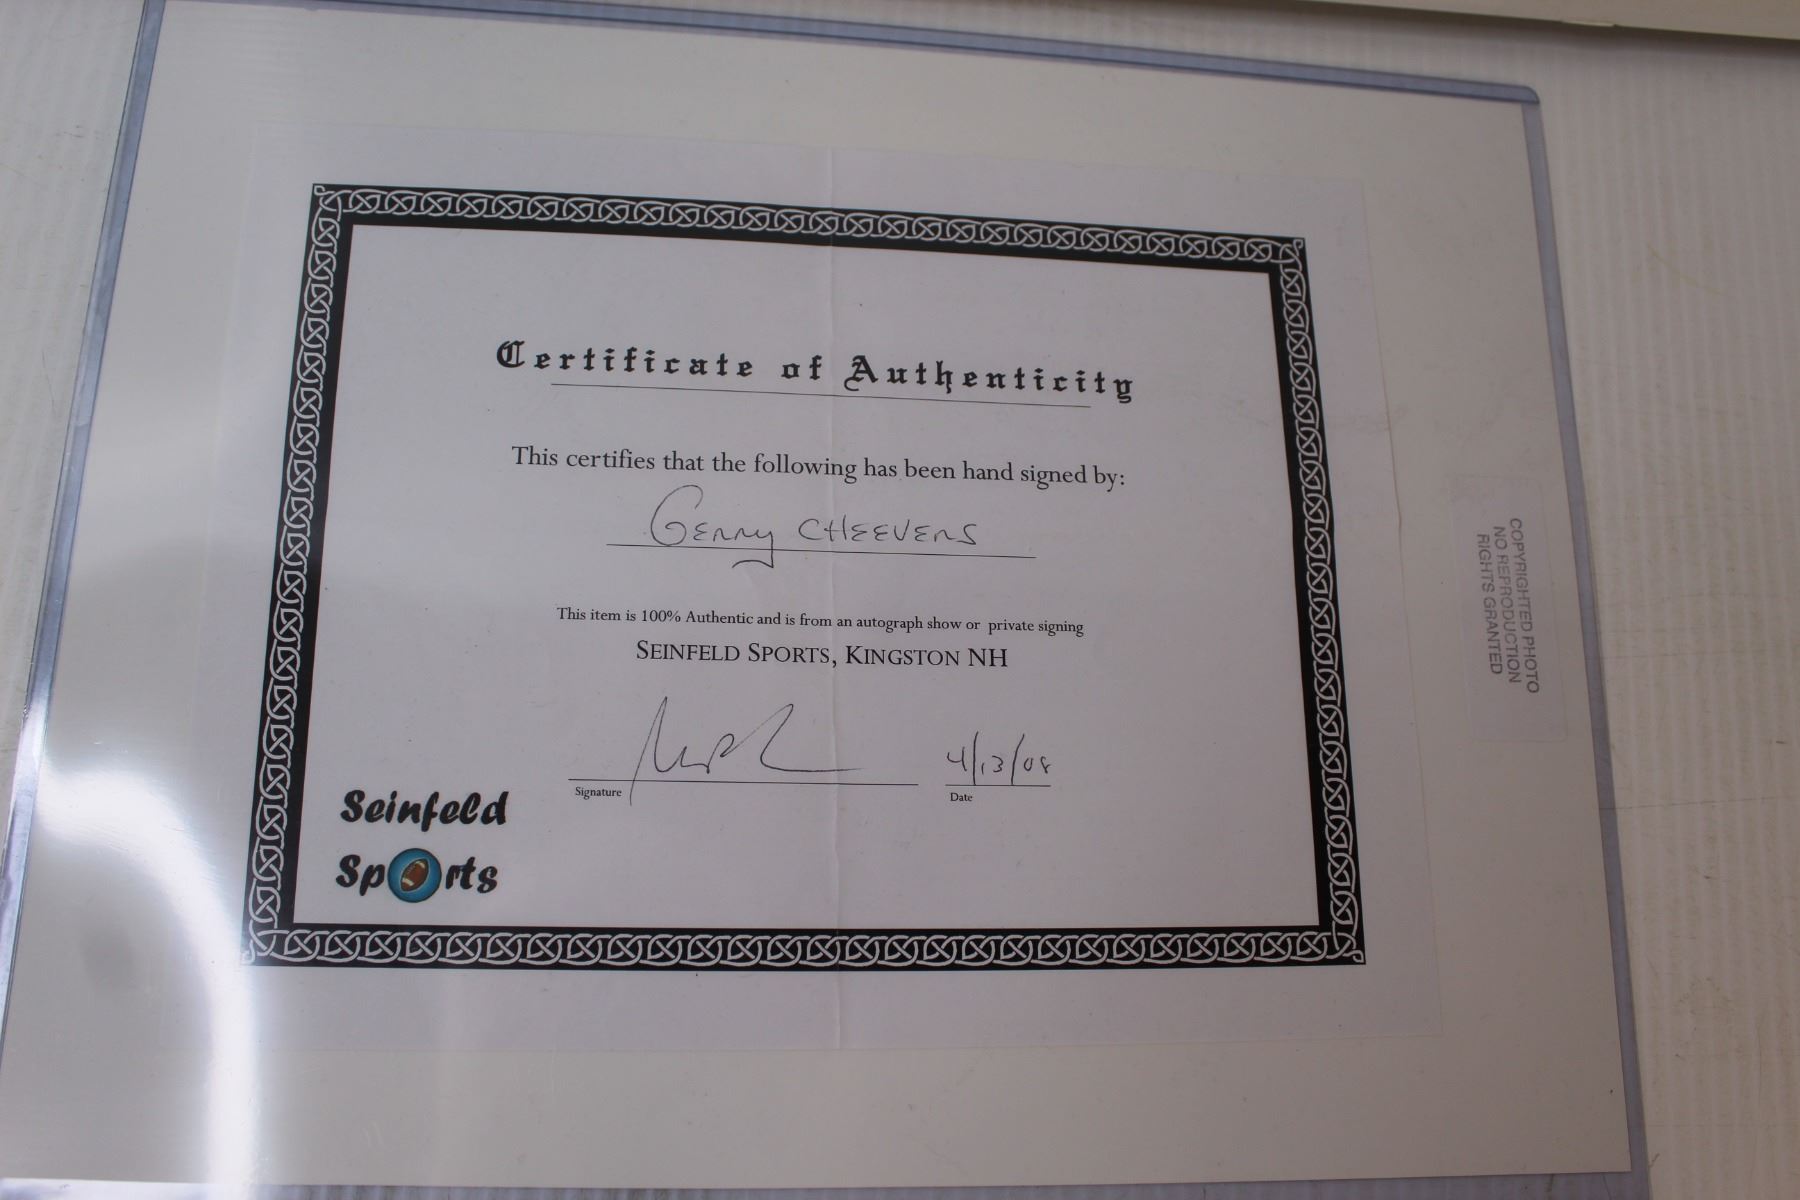 Certificate of Authenticity
This certifies that the following has been hand signed by:
Gerry CHEEVERS
This item is 100% Authentic and is from an autograph show or private signing
SEINFELD SPORTS, KINGSTON NH
4/13/08
Signature
Date
Seinfeld
Sports
COPYRIGHTED PHOTO
NO REPRODUCTION
RIGHTS GRANTED